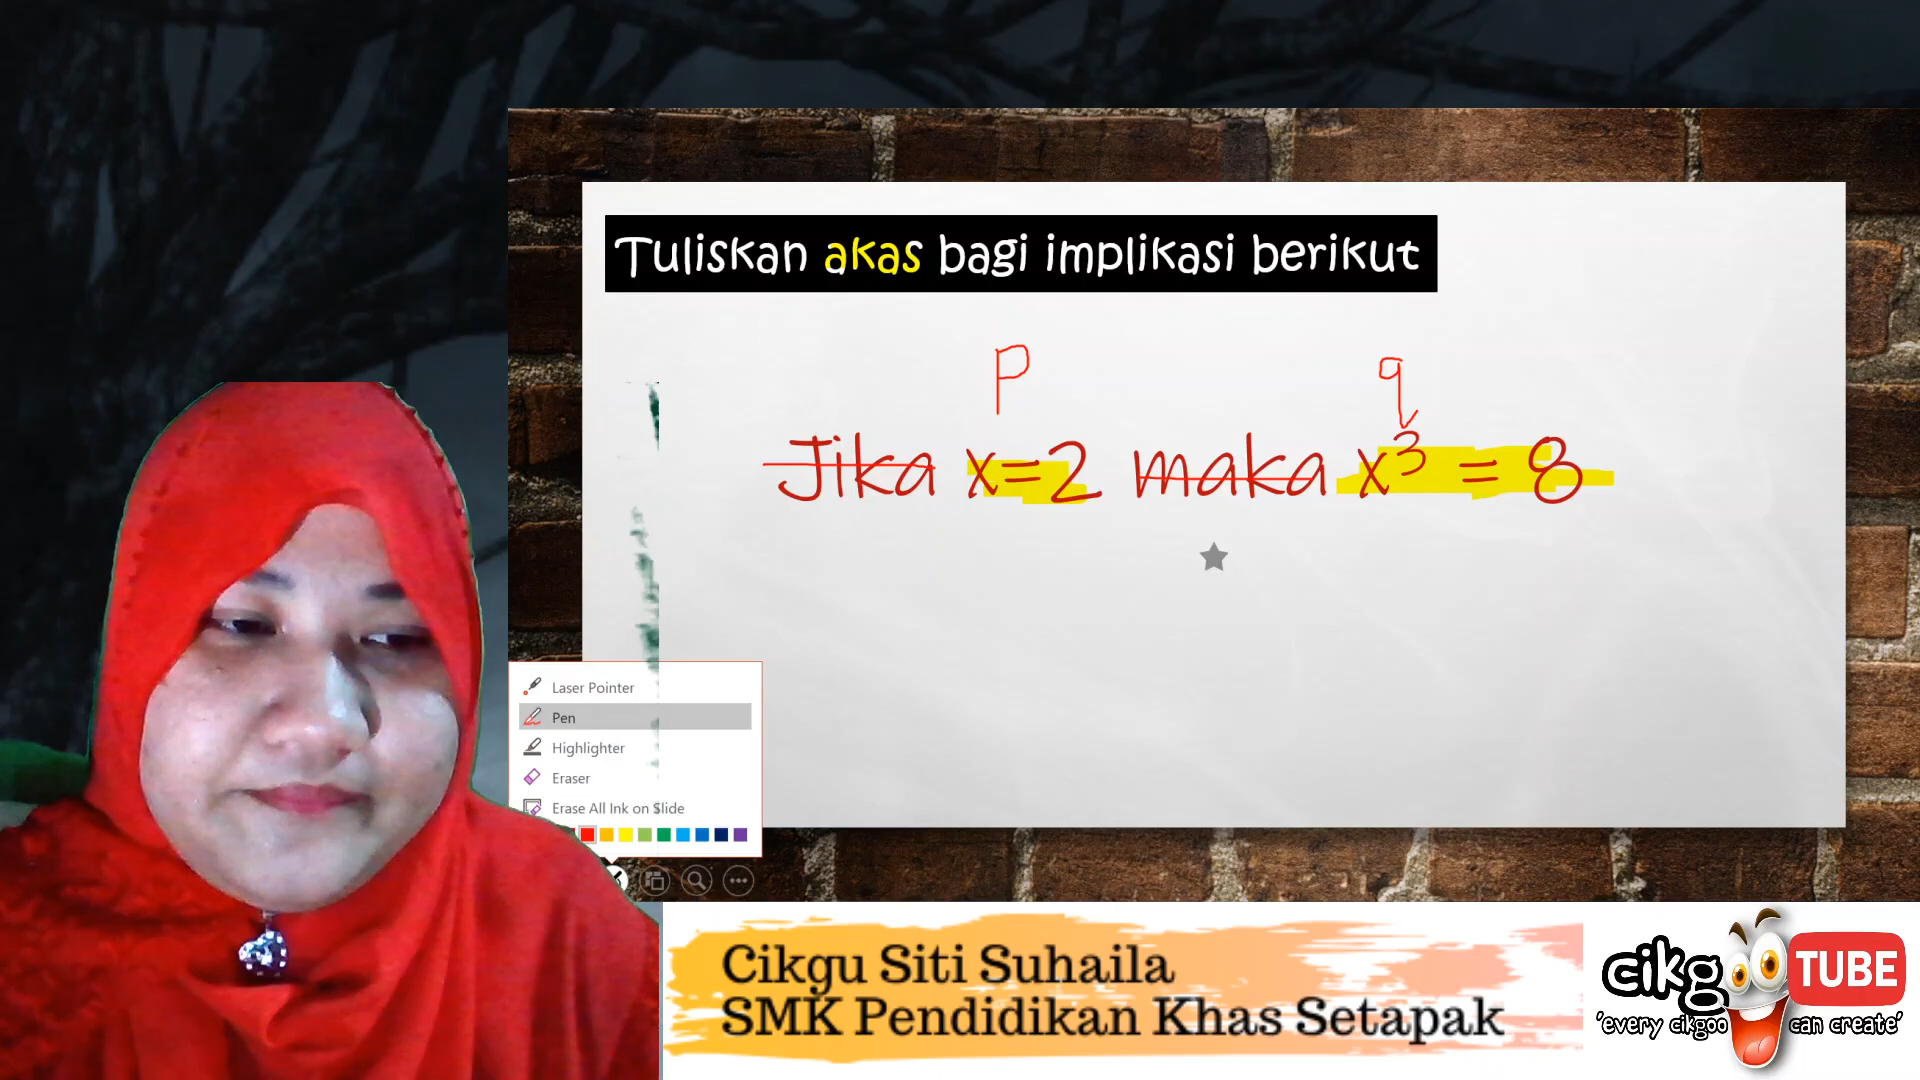 Tuliskan akas bagi implikasi berikut
p
q
Jika x=2 maka x³ = 8
Laser Pointer
Pen
Highlighter
Eraser
Erase All Ink on Slide
Cikgu Siti Suhaila
SMK Pendidikan Khas Setapak
cikgoo TUBE
'every cikgoo can create'